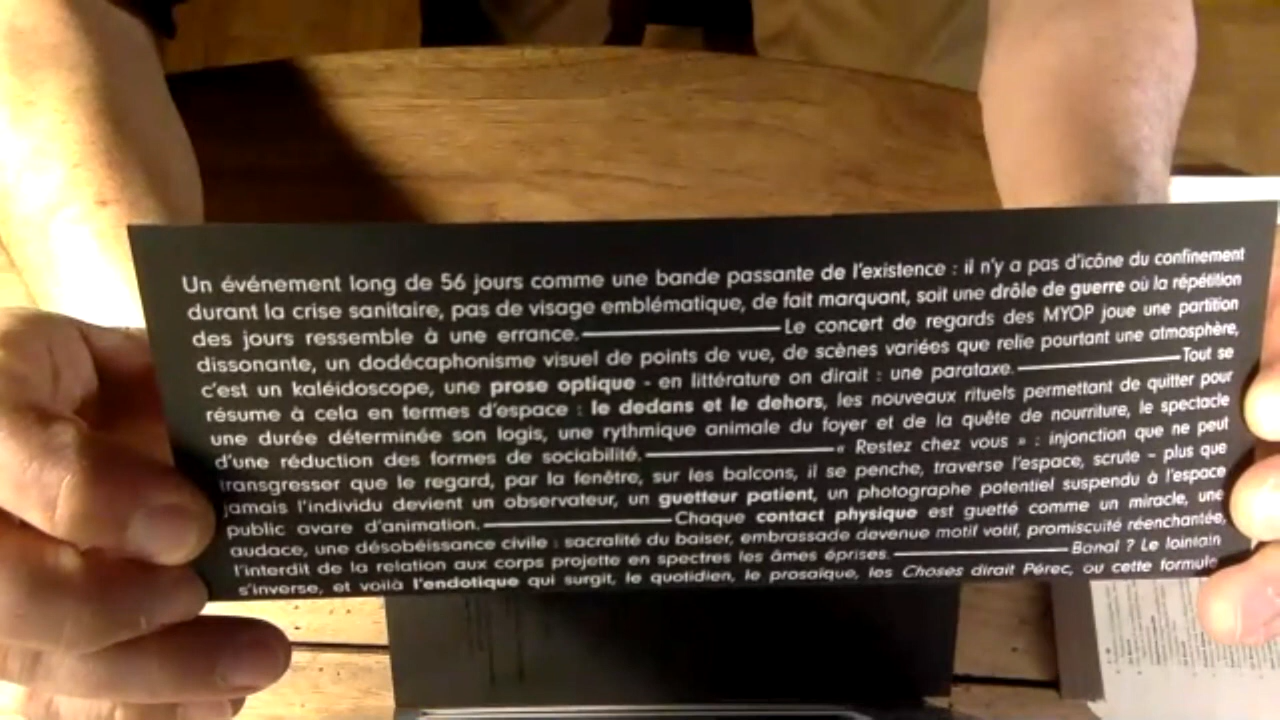 Un événement long de 56 jours comme une bande passante de l'existence : il n'y a pas d'icône du confinement
durant la crise sanitaire, pas de visage emblématique, de fait marquant, soit une drôle de guerre où la répétition
des jours ressemble à une errance. Le concert de regards des MYOP joue une partition
dissonante, un dodécaphonisme visuel de points de vue, de scènes variées que relie pourtant une atmosphère,
c'est un kaléidoscope, une prose optique - en littérature on dirait : une parataxe. Tout se
résume à cela en termes d'espace : le dedans et le dehors, les nouveaux rituels permettant de quitter pour
une durée déterminée son logis, une rythmique animale du foyer et de la quête de nourriture, le spectacle
d'une réduction des formes de sociabilité. « Restez chez vous » : injonction que ne peut
transgresser que le regard, par la fenêtre, sur les balcons, il se penche, traverse l'espace, scrute - plus que
jamais l'individu devient un observateur, un guetteur patient, un photographe potentiel suspendu à l'espace
public avare d'animation. Chaque contact physique est guetté comme un miracle, une
audace, une désobéissance civile : sacralité du baiser, embrassade devenue motif votif, promiscuité réenchantée,
l'interdit de la relation aux corps projette en spectres les âmes éprises. Banal ? Le lointain
s'inverse, et voilà l'endotique qui surgit, le quotidien, le prosaïque, les Choses dirait Pérec, ou cette formule